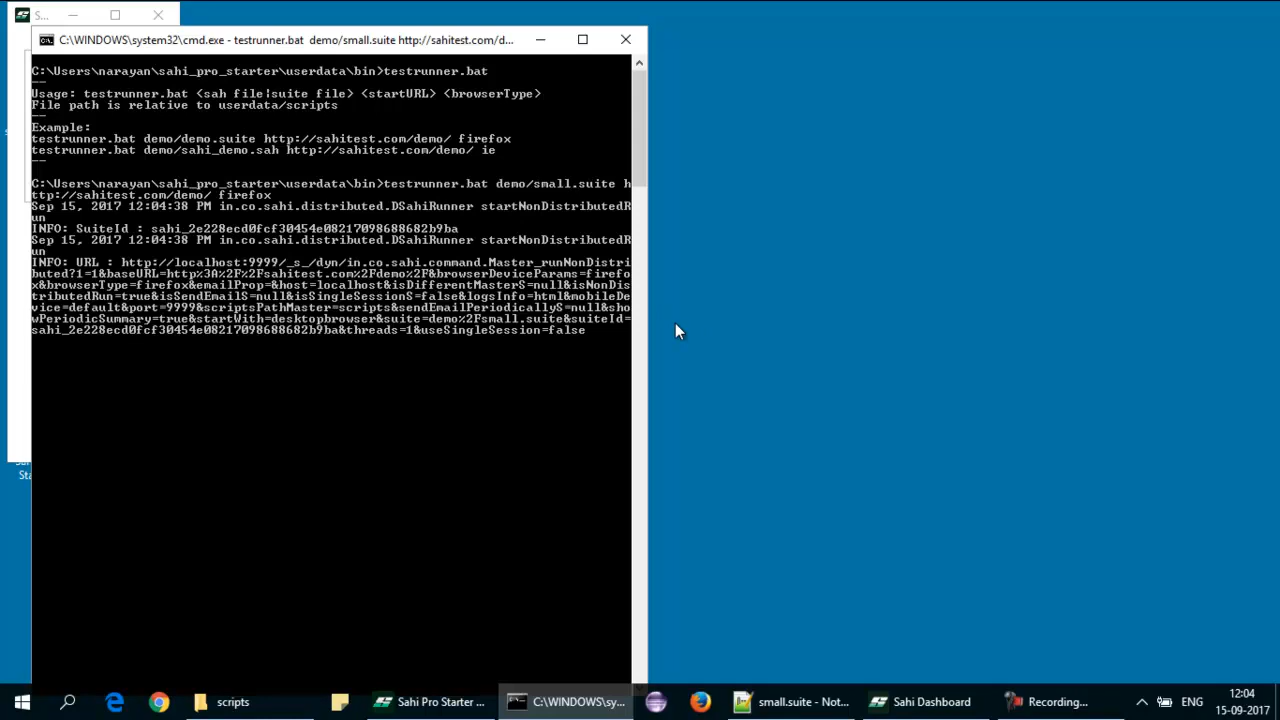 S...
C:\WINDOWS\system32\cmd.exe - testrunner.bat  demo/small.suite http://sahitest.com/d...
C:\Users\narayan\sahi_pro_starter\userdata\bin>testrunner.bat
--
Usage: testrunner.bat <sah file|suite file> <startURL> <browserType>
File path is relative to userdata/scripts
--
Example:
testrunner.bat demo/demo.suite http://sahitest.com/demo/ firefox
testrunner.bat demo/sahi_demo.sah http://sahitest.com/demo/ ie
--
C:\Users\narayan\sahi_pro_starter\userdata\bin>testrunner.bat demo/small.suite h
ttp://sahitest.com/demo/ firefox
Sep 15, 2017 12:04:38 PM in.co.sahi.distributed.DSahiRunner startNonDistributedR
un
INFO: SuiteId : sahi_2e228ecd0fcf30454e08217098688682b9ba
Sep 15, 2017 12:04:38 PM in.co.sahi.distributed.DSahiRunner startNonDistributedR
un
INFO: URL : http://localhost:9999/_s_/dyn/in.co.sahi.command.Master_runNonDistri
buted?1=1&baseURL=http%3A%2F%2Fsahitest.com%2Fdemo%2F&browserDeviceParams=firefo
x&browserType=firefox&emailProp=&host=localhost&isDifferentMasterS=null&isNonDis
tributedRun=true&isSendEmailS=null&isSingleSessionS=false&logsInfo=html&mobileDe
vice=default&port=9999&scriptsPathMaster=scripts&sendEmailPeriodicallyS=null&sho
wPeriodicSummary=true&startWith=desktopbrowser&suite=demo%2Fsmall.suite&suiteId=
sahi_2e228ecd0fcf30454e08217098688682b9ba&threads=1&useSingleSession=false
Sta
scripts
Sahi Pro Starter ...
C:\WINDOWS\sy...
small.suite - Not...
Sahi Dashboard
Recording...
ENG
12:04
15-09-2017